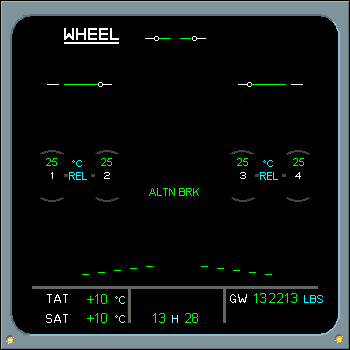 WHEEL
25 °C 25 25 °C 25
1 REL 2 3 REL 4
ALTN BRK
TAT +10 °C GW 132213 LBS
SAT +10 °C 13 H 28